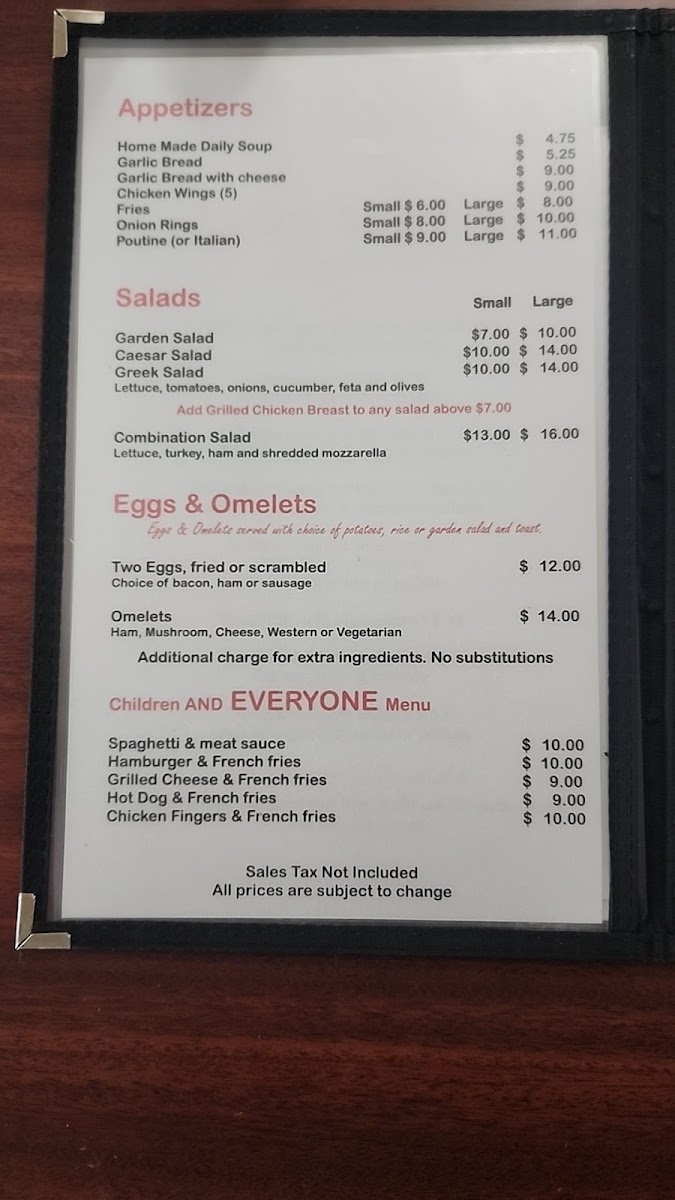 Appetizers
Home Made Daily Soup $ 4.75
Garlic Bread $ 5.25
Garlic Bread with cheese $ 9.00
Chicken Wings (5) $ 9.00
Fries Small $ 6.00 Large $ 8.00
Onion Rings Small $ 8.00 Large $ 10.00
Poutine (or Italian) Small $ 9.00 Large $ 11.00
Salads Small Large
Garden Salad $7.00 $ 10.00
Caesar Salad $10.00 $ 14.00
Greek Salad $10.00 $ 14.00
Lettuce, tomatoes, onions, cucumber, feta and olives
Add Grilled Chicken Breast to any salad above $7.00
Combination Salad $13.00 $ 16.00
Lettuce, turkey, ham and shredded mozzarella
Eggs & Omelets
Eggs & Omelets served with choice of potatoes, rice or garden salad and toast.
Two Eggs, fried or scrambled $ 12.00
Choice of bacon, ham or sausage
Omelets $ 14.00
Ham, Mushroom, Cheese, Western or Vegetarian
Additional charge for extra ingredients. No substitutions
Children AND EVERYONE Menu
Spaghetti & meat sauce $ 10.00
Hamburger & French fries $ 10.00
Grilled Cheese & French fries $ 9.00
Hot Dog & French fries $ 9.00
Chicken Fingers & French fries $ 10.00
Sales Tax Not Included
All prices are subject to change